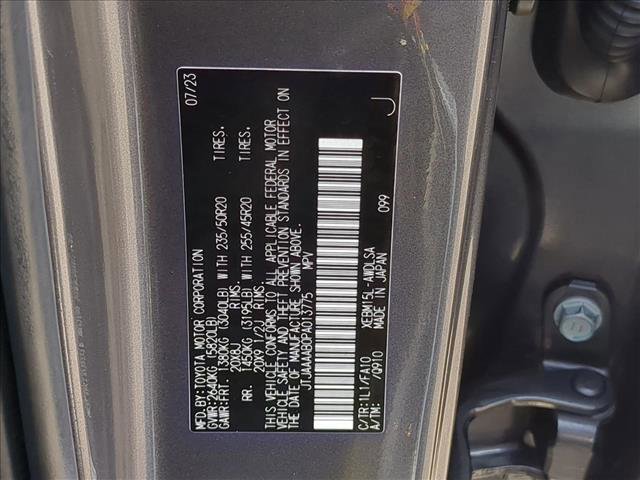 MFD.BY:TOYOTA MOTOR CORPORATION 07/23
GVWR:2640KG (5820LB)
GAWR:FRT. 1380KG (3040LB) WITH 235/50R20 TIRES.
20X8J RIMS.
RR. 1450KG (3195LB) WITH 255/45R20 TIRES.
20X9 1/2J RIMS.
THIS VEHICLE CONFORMS TO ALL APPLICABLE FEDERAL MOTOR
VEHICLE SAFETY AND THEFT PREVENTION STANDARDS IN EFFECT ON
THE DATE OF MANUFACTURE SHOWN ABOVE.
JTJAAAAB0PA013775 MPV
C/TR:1L1/FA10 XEBM15L-AWDLSA 099
A/TM: /O910 MADE IN JAPAN
J